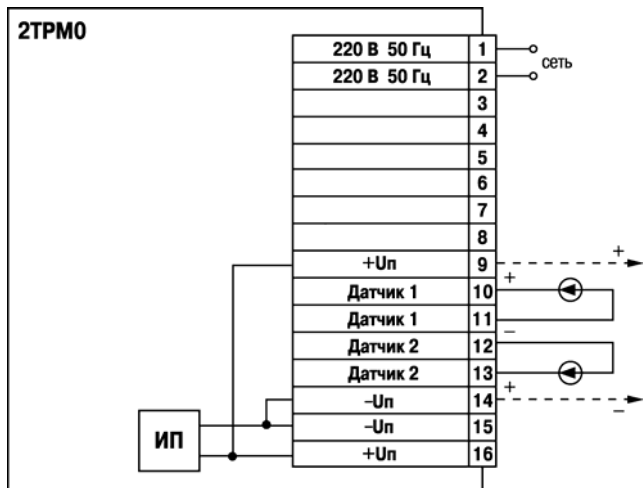 2ТРМ0
220 В 50 Гц 1
220 В 50 Гц 2
сеть
3
4
5
6
7
8
+Uп 9 +
Датчик 1 10 +
Датчик 1 11 −
Датчик 2 12
Датчик 2 13 +
−Uп 14 −
−Uп 15
+Uп 16
ИП